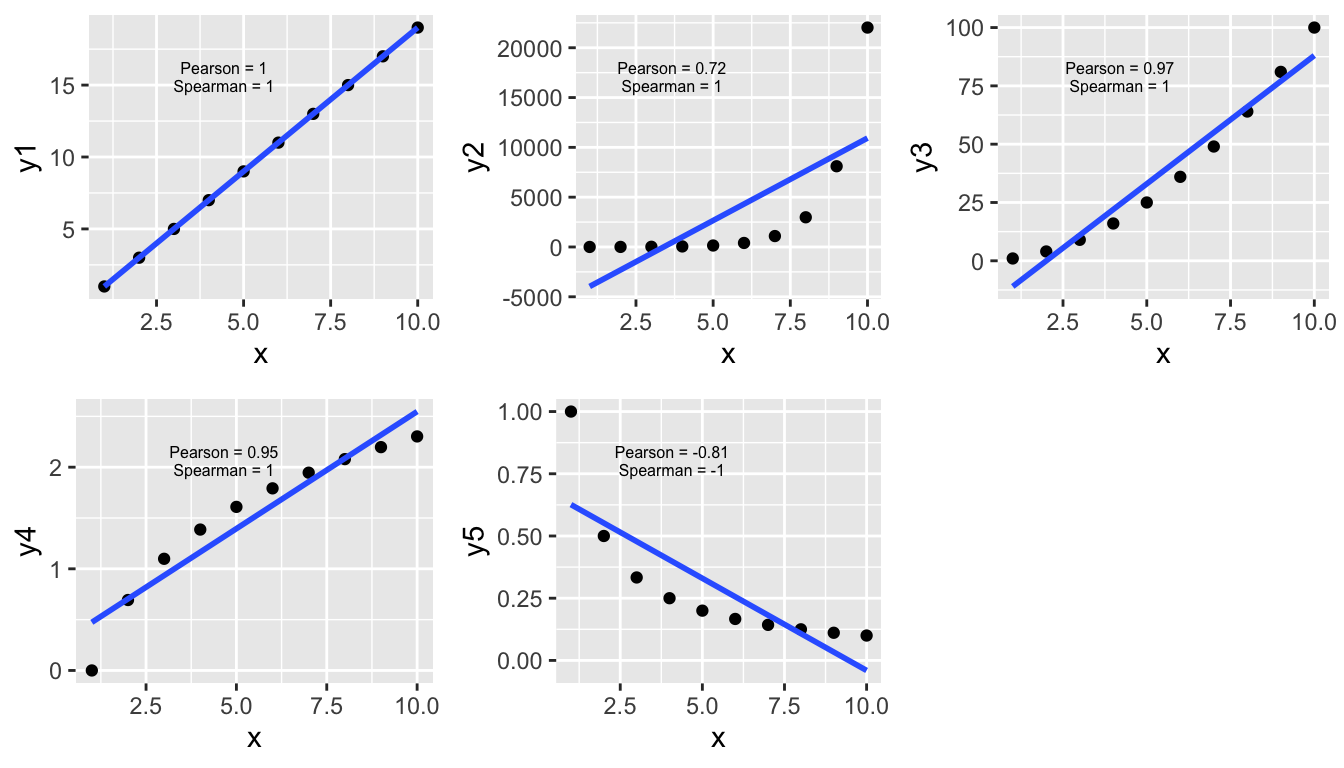 Pearson = 1
Spearman = 1
15
10
5
y1
2.5 5.0 7.5 10.0
x
Pearson = 0.72
Spearman = 1
20000
15000
10000
5000
0
-5000
y2
2.5 5.0 7.5 10.0
x
Pearson = 0.97
Spearman = 1
100
75
50
25
0
y3
2.5 5.0 7.5 10.0
x
Pearson = 0.95
Spearman = 1
2
1
0
y4
2.5 5.0 7.5 10.0
x
Pearson = -0.81
Spearman = -1
1.00
0.75
0.50
0.25
0.00
y5
2.5 5.0 7.5 10.0
x